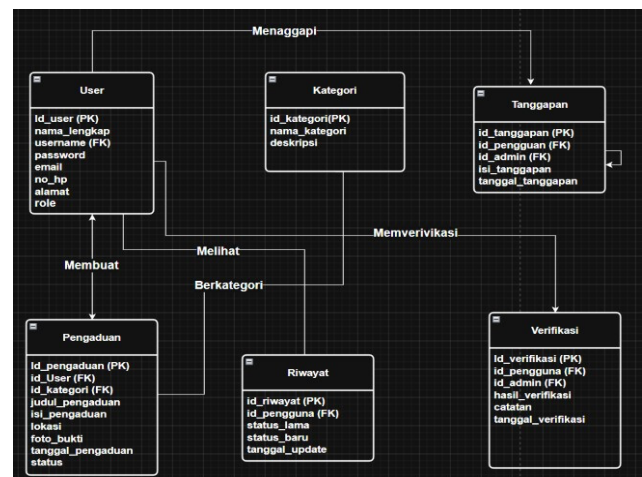 Menaggapi
User
Id_user (PK)
nama_lengkap
username (FK)
password
email
no_hp
alamat
role
Kategori
id_kategori(PK)
nama_kategori
deskripsi
Tanggapan
id_tanggapan (PK)
id_pengguan (FK)
id_admin (FK)
isi_tanggapan
tanggal_tanggapan
Memverivikasi
Melihat
Membuat
Berkategori
Pengaduan
Id_pengaduan (PK)
id_User (FK)
id_kategori (FK)
judul_pengaduan
isi_pengaduan
lokasi
foto_bukti
tanggal_pengaduan
status
Riwayat
id_riwayat (PK)
id_pengguna (FK)
status_lama
status_baru
tanggal_update
Verifikasi
Id_verifikasi (PK)
id_pengguna (FK)
id_admin (FK)
hasil_verifikasi
catatan
tanggal_verifikasi